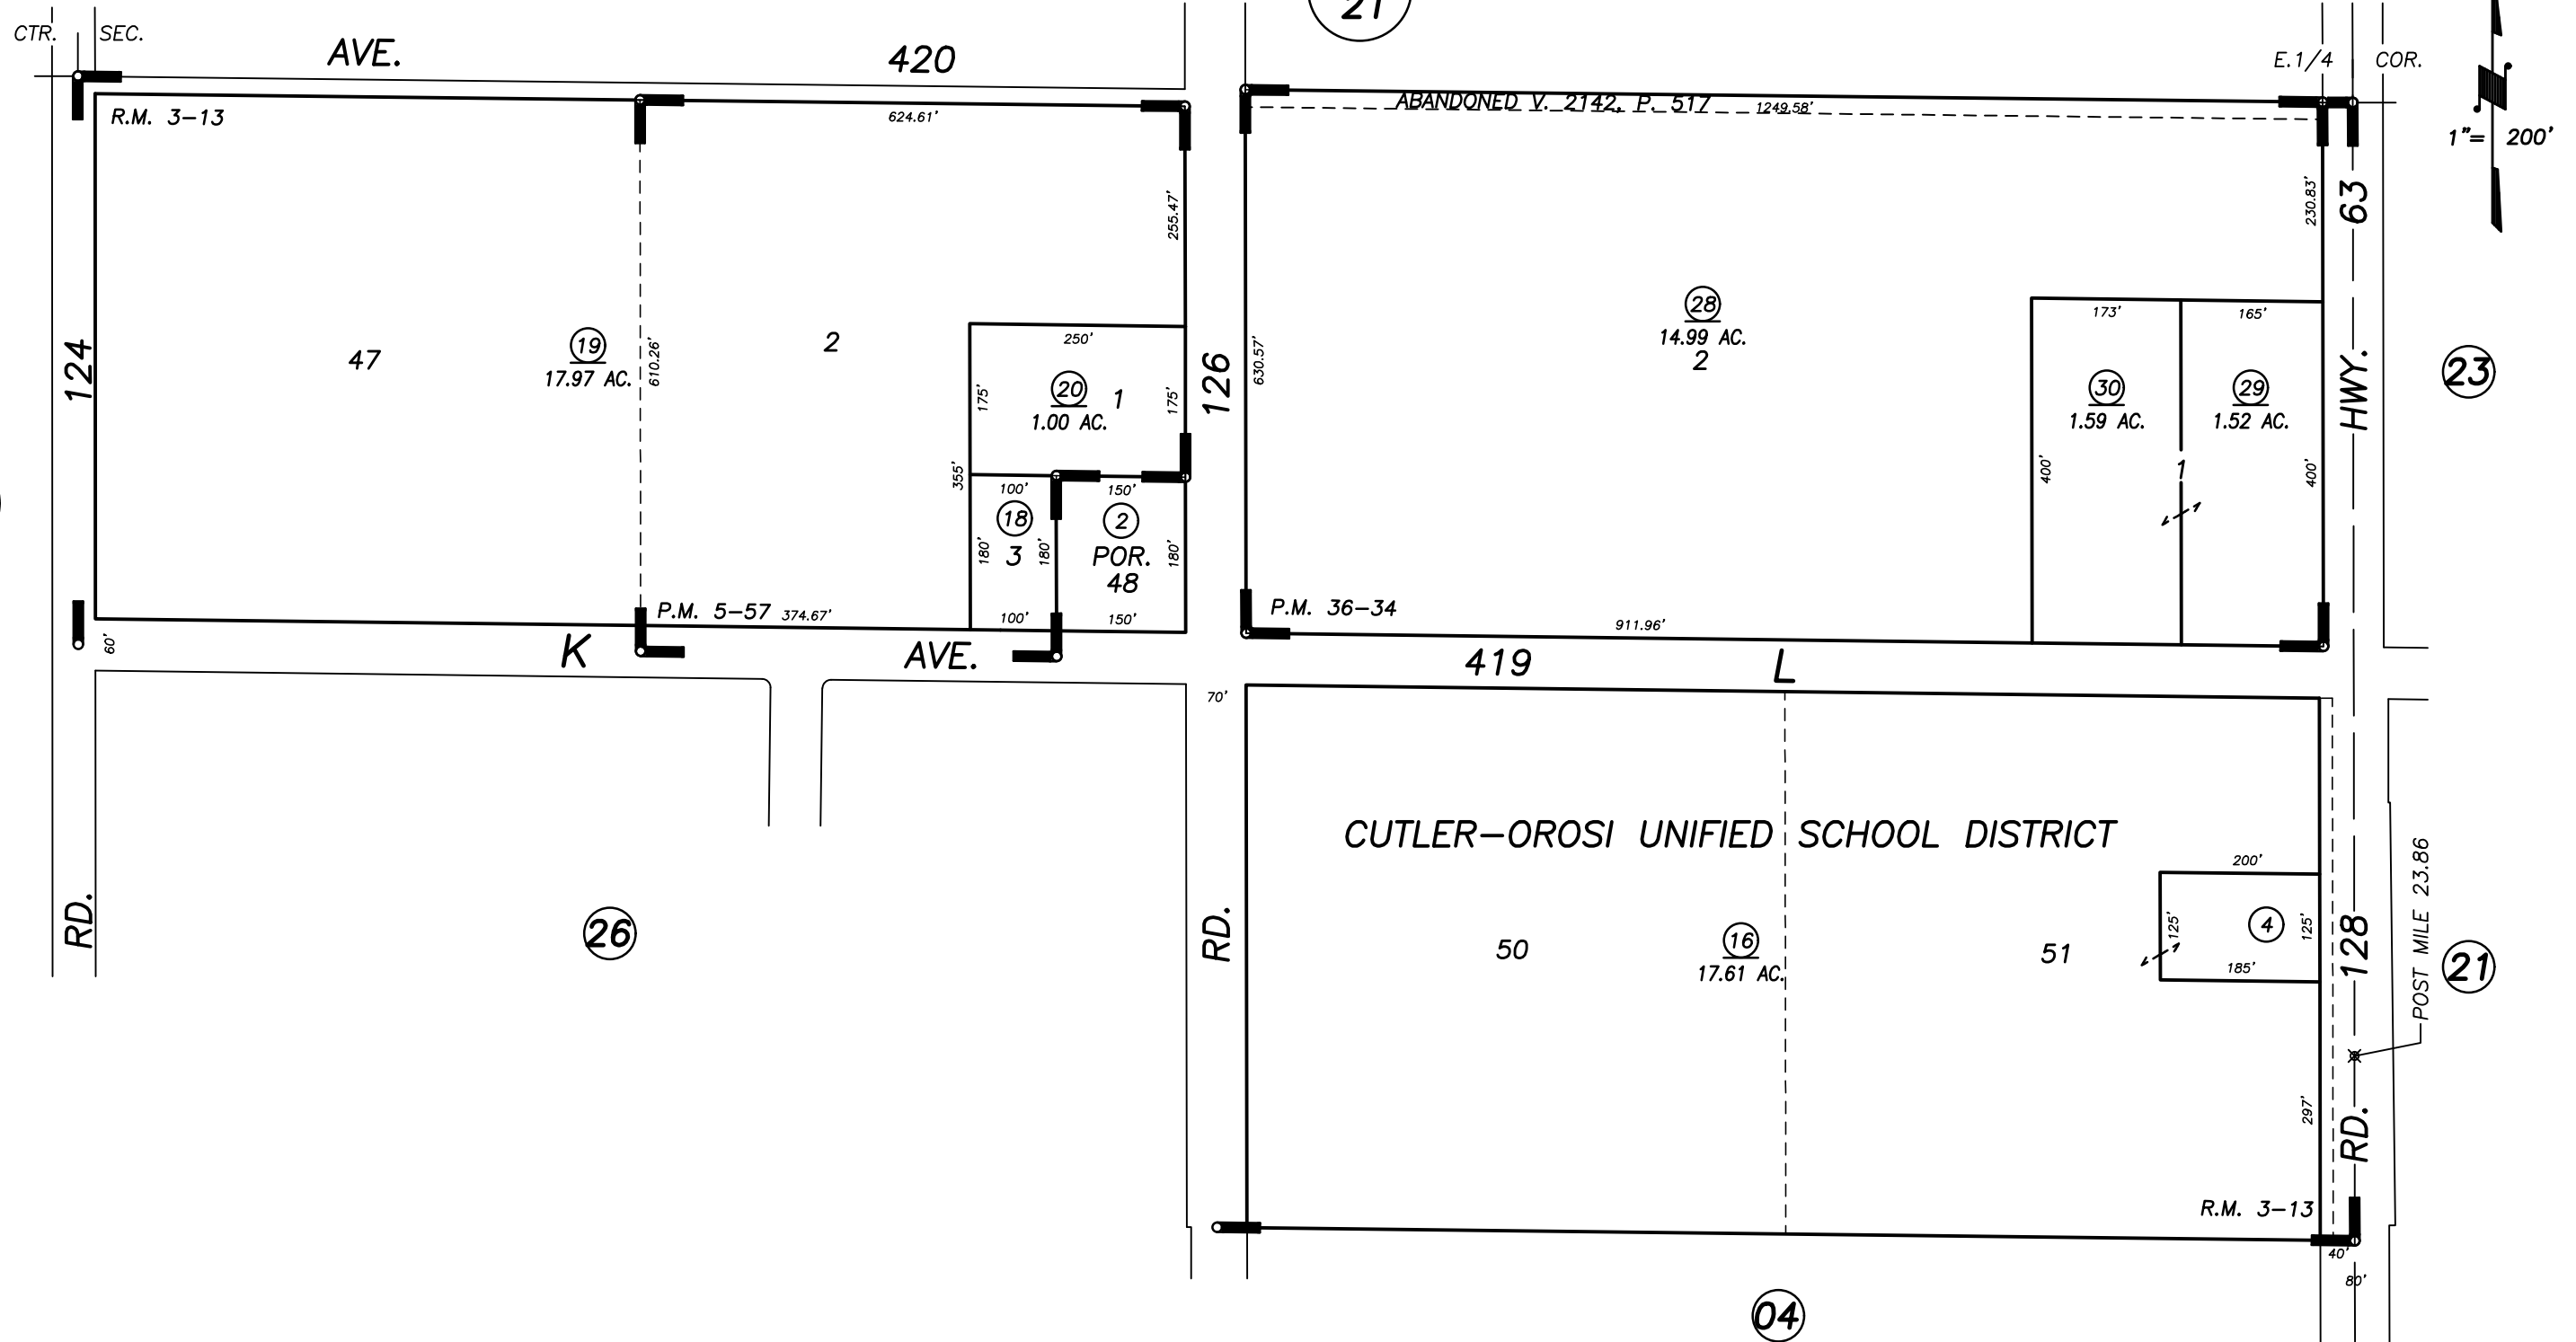 21
CTR. SEC.
AVE. 420
E.1/4 COR.
1"= 200'
R.M. 3-13
624.61'
ABANDONED V. 2142, P. 517 1249.58'
255.47'
230.83'
63
HWY.
124
47
19
17.97 AC.
610.26'
2
250'
175'
20
1
1.00 AC.
175'
355'
126
630.57'
28
14.99 AC.
2
173'
165'
30
1.59 AC.
29
1.52 AC.
400'
1
400'
23
100'
150'
18
3
180'
180'
2
POR.
48
180'
P.M. 5-57 374.67'
100'
150'
P.M. 36-34
911.96'
60'
K AVE.
419 L
70'
CUTLER-OROSI UNIFIED SCHOOL DISTRICT
RD.
26
RD.
50
16
17.61 AC.
51
200'
125'
4
125'
185'
128
RD.
POST MILE 23.86
21
297'
R.M. 3-13
40'
80'
04